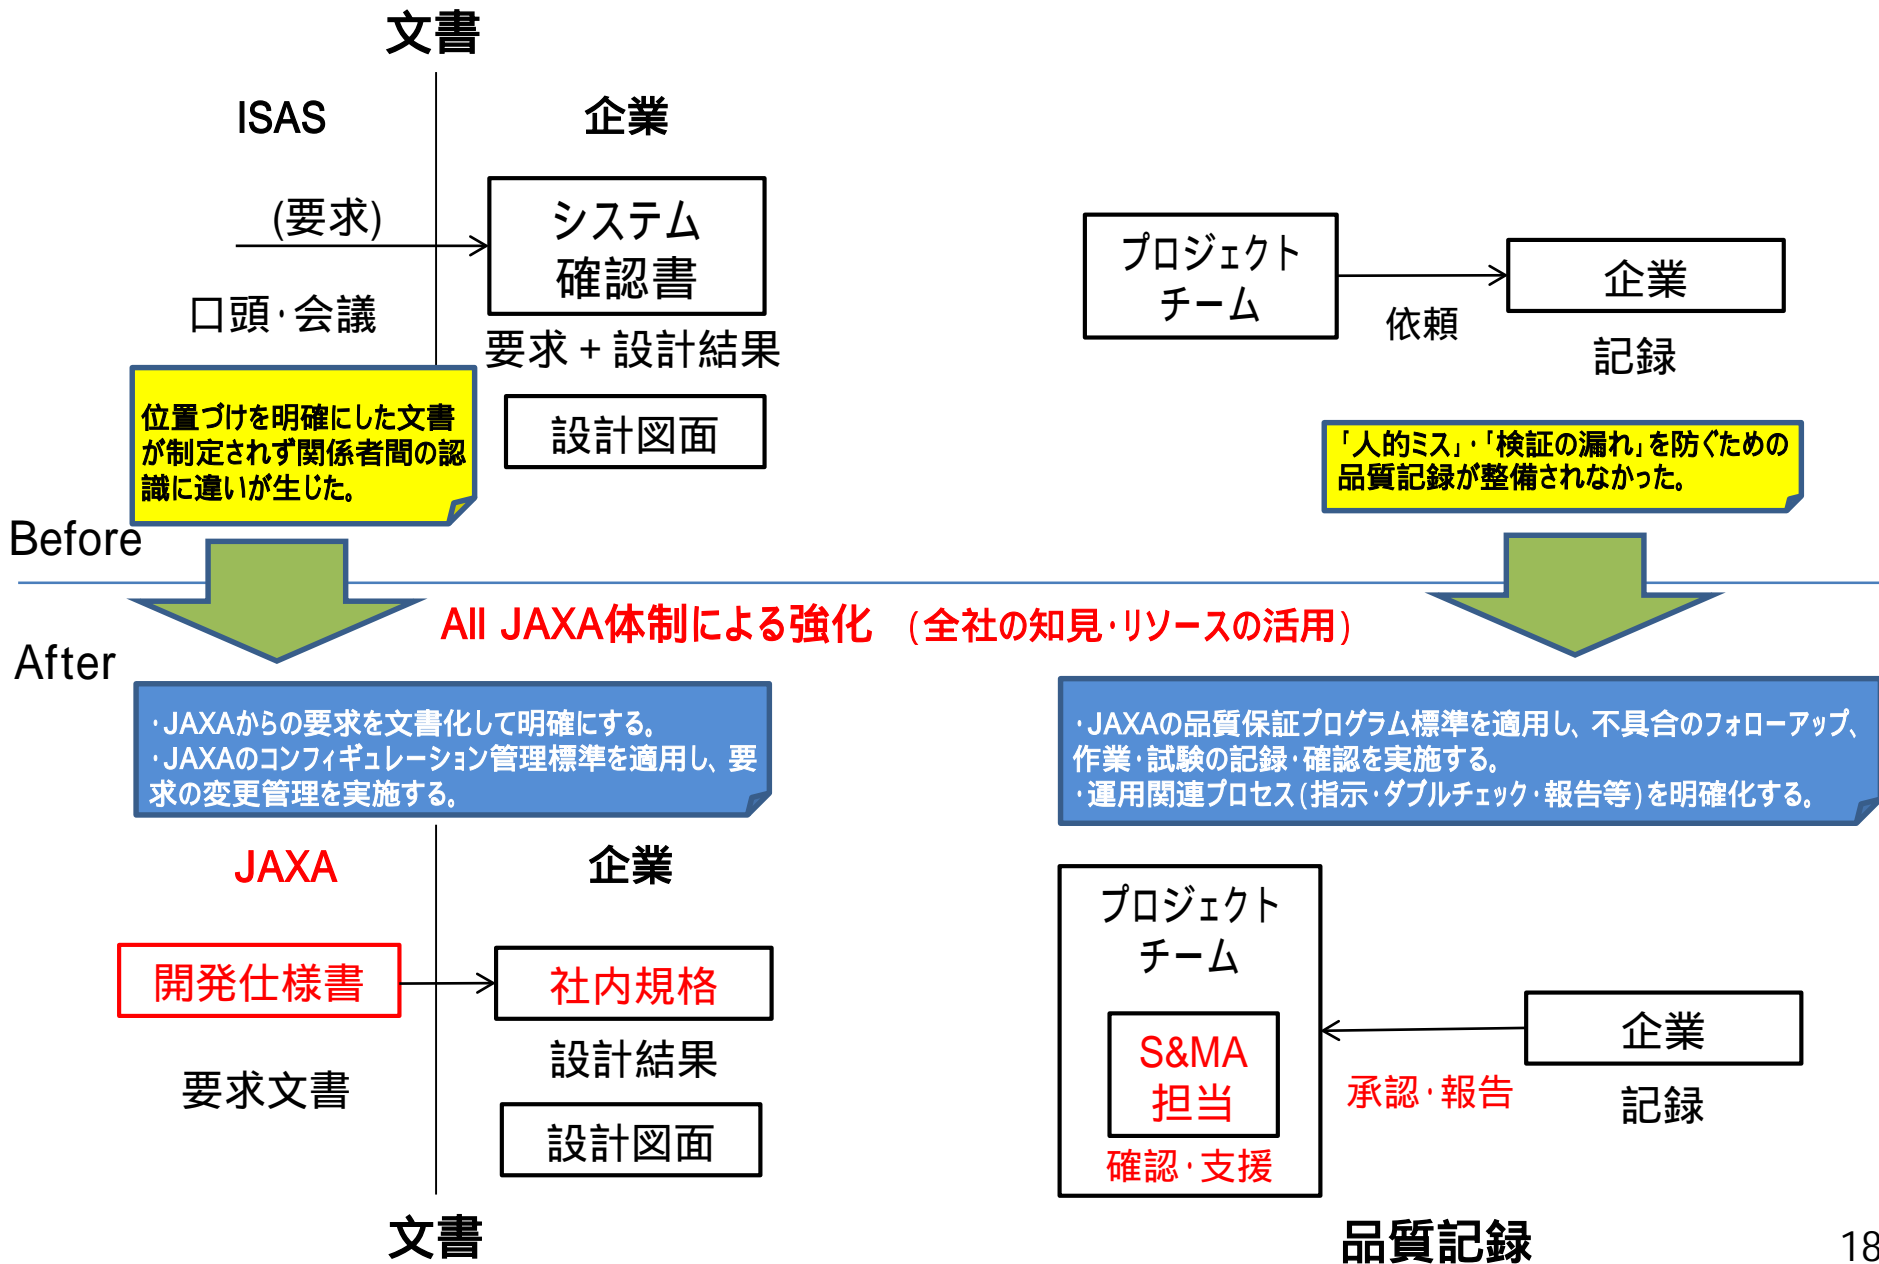 文書
ISAS
企業
(要求)
口頭・会議
システム
確認書
要求+設計結果
設計図面
位置づけを明確にした文書
が制定されず関係者間の認
識に違いが生じた。
プロジェクト
チーム
依頼
企業
記録
「人的ミス」・「検証の漏れ」を防ぐための
品質記録が整備されなかった。
Before
All JAXA体制による強化 (全社の知見・リソースの活用)
After
・JAXAからの要求を文書化して明確にする。
・JAXAのコンフィギュレーション管理標準を適用し、要
求の変更管理を実施する。
JAXA
企業
開発仕様書
社内規格
設計結果
要求文書
設計図面
文書
・JAXAの品質保証プログラム標準を適用し、不具合のフォローアップ、
作業・試験の記録・確認を実施する。
・運用関連プロセス(指示・ダブルチェック・報告等)を明確化する。
プロジェクト
チーム
S&MA
担当
確認・支援
承認・報告
企業
記録
品質記録
18